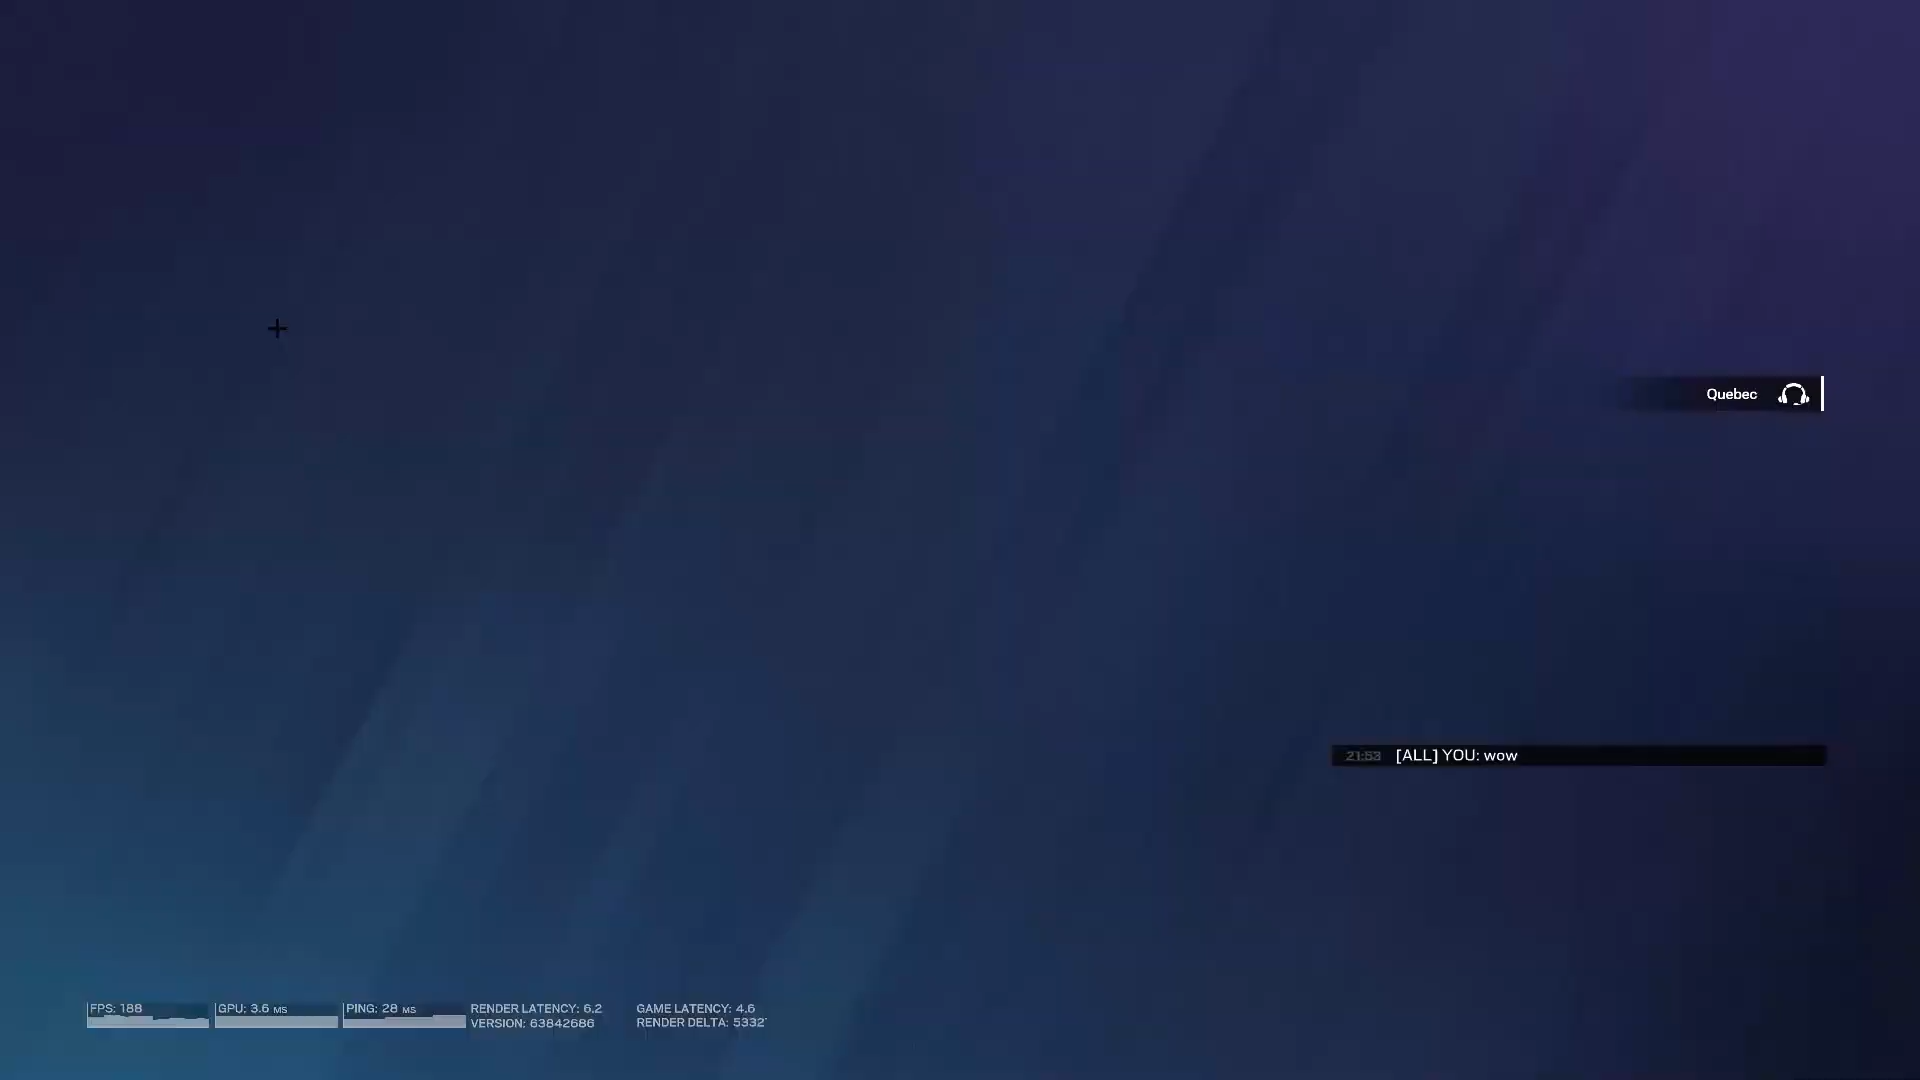 Quebec
21:53 [ALL] YOU: wow
FPS: 188 GPU: 3.6 MS PING: 28 MS RENDER LATENCY: 6.2 GAME LATENCY: 4.6
VERSION: 63842686 RENDER DELTA: 5332